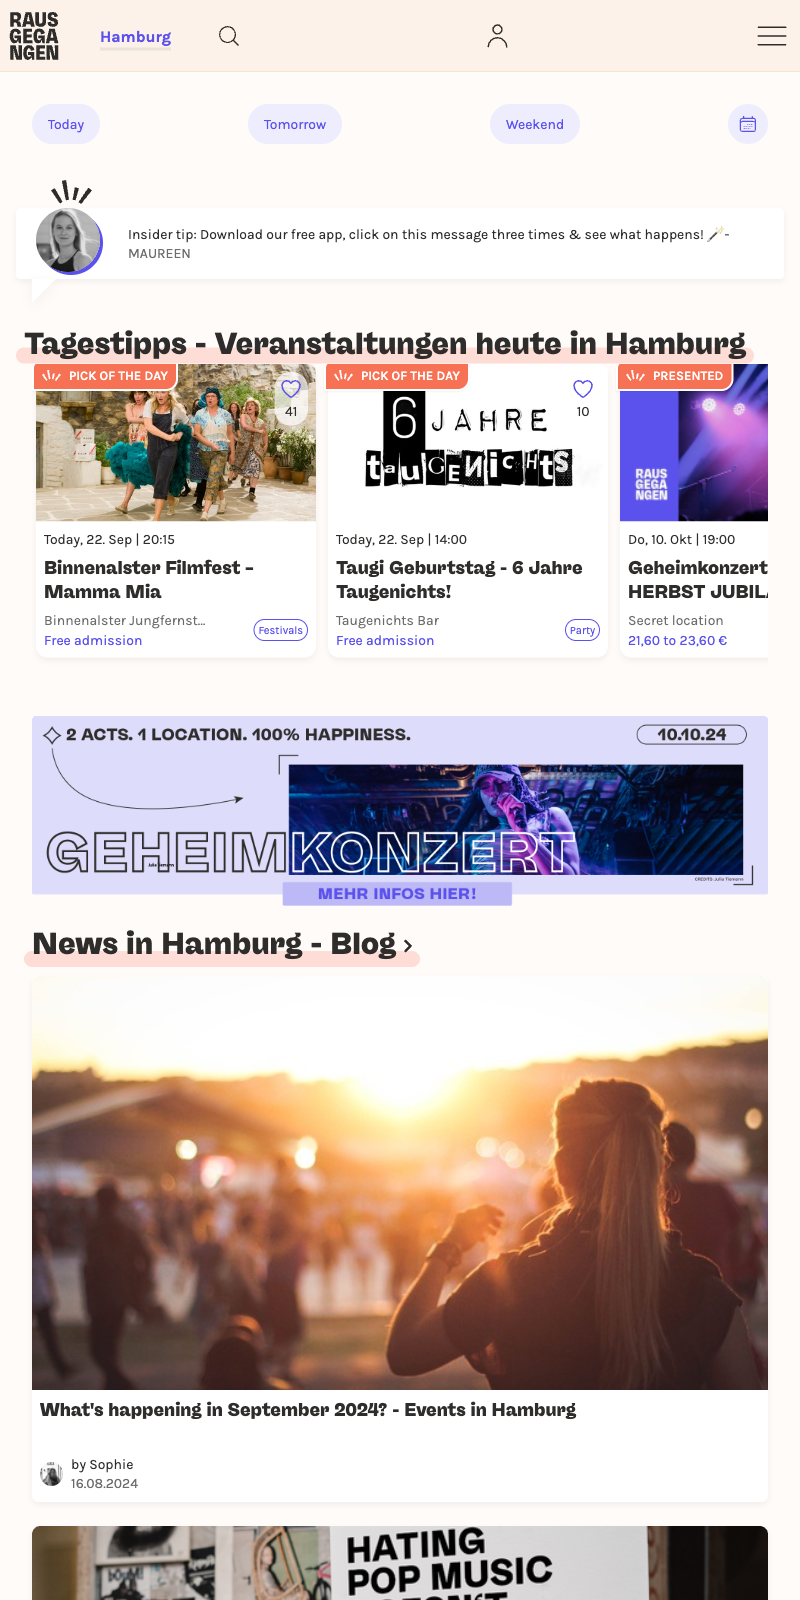 RAUS
GEGA
NGEN
Hamburg
Today
Tomorrow
Weekend
Insider tip: Download our free app, click on this message three times & see what happens! 🪄 -
MAUREEN
Tagestipps - Veranstaltungen heute in Hamburg
PICK OF THE DAY
41
Today, 22. Sep | 20:15
Binnenalster Filmfest -
Mamma Mia
Binnenalster Jungfernst...
Free admission
Festivals
PICK OF THE DAY
10
6 JAHRE
tauGENichtS
Today, 22. Sep | 14:00
Taugi Geburtstag - 6 Jahre
Taugenichts!
Taugenichts Bar
Free admission
Party
PRESENTED
RAUS
GEGA
NGEN
Do, 10. Okt | 19:00
Geheimkonzert
HERBST JUBILA
Secret location
21,60 to 23,60 €
2 ACTS. 1 LOCATION. 100% HAPPINESS.
10.10.24
GEHEIMKONZERT
CREDITS: Julia Tiemann
MEHR INFOS HIER!
News in Hamburg - Blog
What's happening in September 2024? - Events in Hamburg
by Sophie
16.08.2024
HATING
POP MUSIC